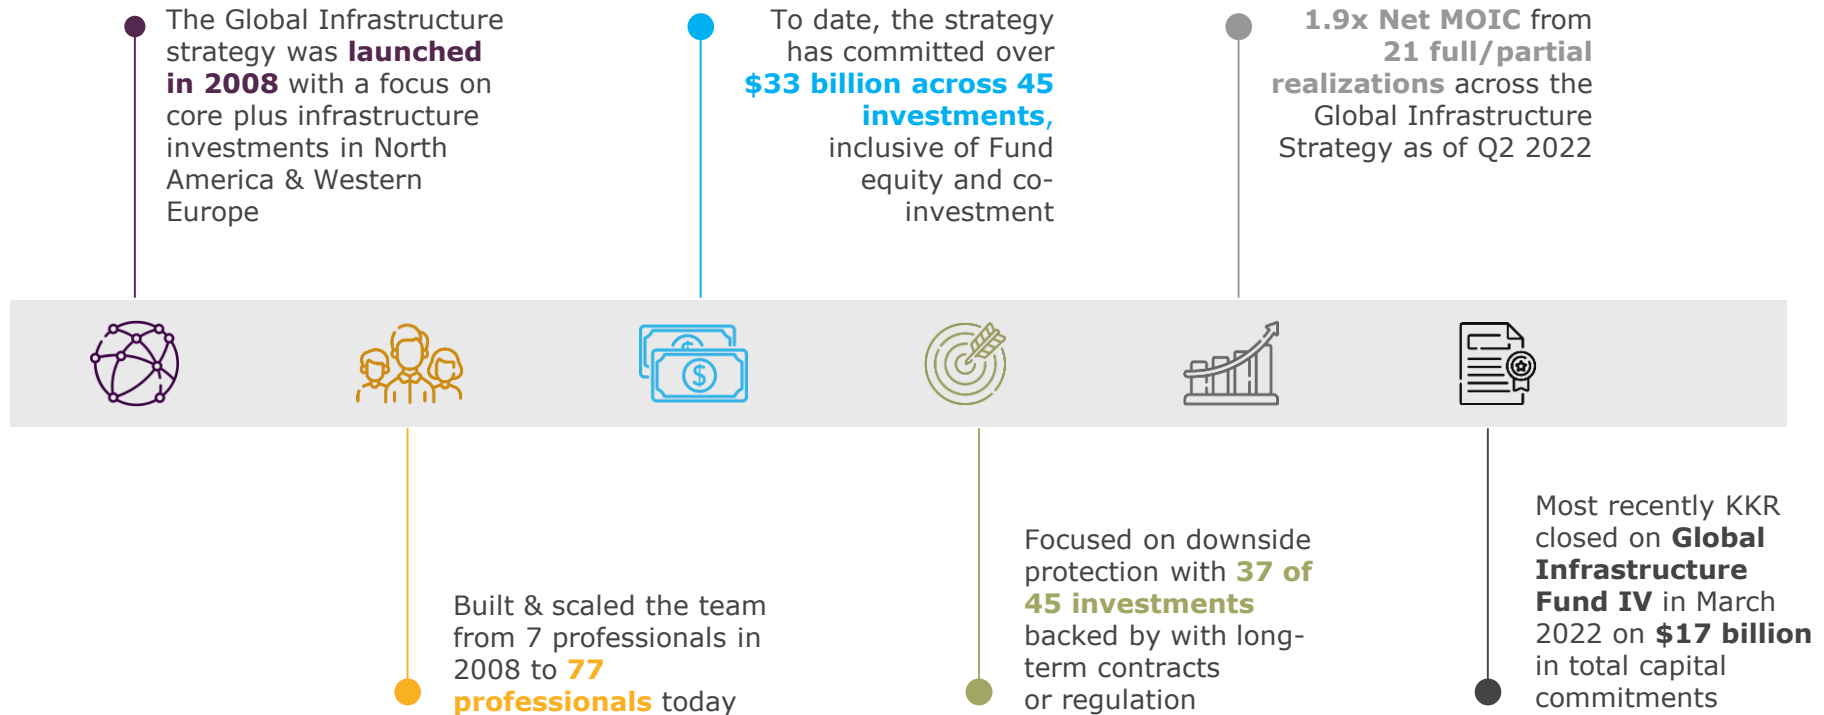 The Global Infrastructure
strategy was launched
in 2008 with a focus on
core plus infrastructure
investments in North
America & Western
Europe
To date, the strategy
has committed over
$33 billion across 45
investments,
inclusive of Fund
equity and co-
investment
1.9x Net MOIC from
21 full/partial
realizations across the
Global Infrastructure
Strategy as of Q2 2022
$
$
Built & scaled the team
from 7 professionals in
2008 to 77
professionals today
Focused on downside
protection with 37 of
45 investments
backed by with long-
term contracts
or regulation
Most recently KKR
closed on Global
Infrastructure
Fund IV in March
2022 on $17 billion
in total capital
commitments